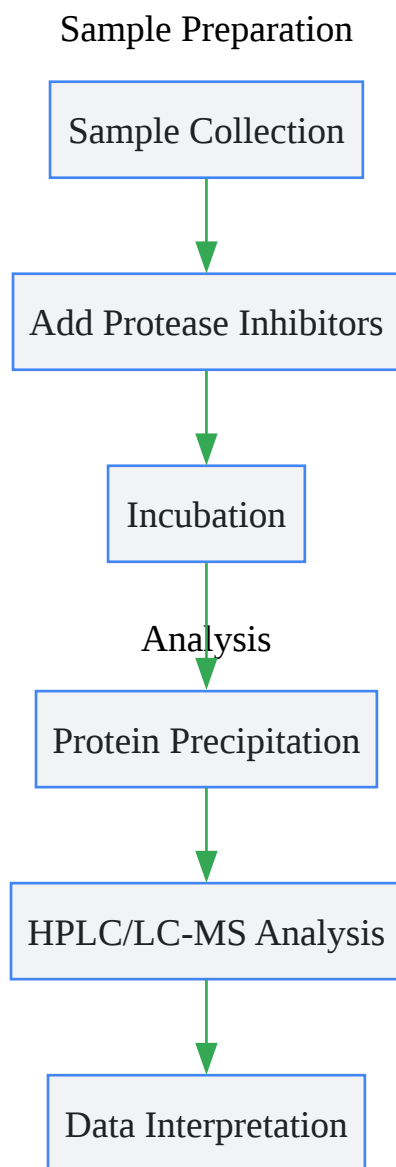 Sample Preparation
Sample Collection
Add Protease Inhibitors
Incubation
Analysis
Protein Precipitation
HPLC/LC-MS Analysis
Data Interpretation